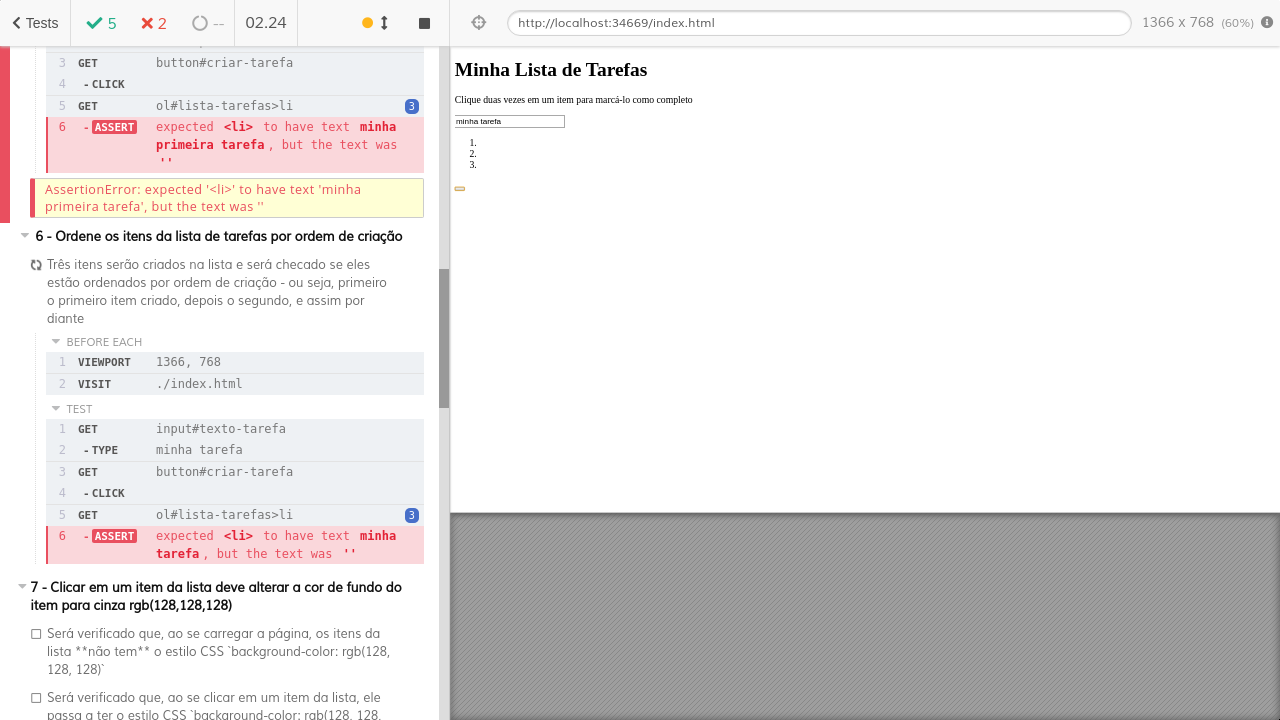 Tests 5 2 -- 02.24 http://localhost:34669/index.html 1366 x 768 (60%)
3 GET button#criar-tarefa
4 -CLICK
5 GET ol#lista-tarefas>li 3
6 -ASSERT expected <li> to have text minha
primeira tarefa, but the text was
''
AssertionError: expected '<li>' to have text 'minha
primeira tarefa', but the text was ''
6 - Ordene os itens da lista de tarefas por ordem de criação
Três itens serão criados na lista e será checado se eles
estão ordenados por ordem de criação - ou seja, primeiro
o primeiro item criado, depois o segundo, e assim por
diante
BEFORE EACH
1 VIEWPORT 1366, 768
2 VISIT ./index.html
TEST
1 GET input#texto-tarefa
2 -TYPE minha tarefa
3 GET button#criar-tarefa
4 -CLICK
5 GET ol#lista-tarefas>li 3
6 -ASSERT expected <li> to have text minha
tarefa, but the text was ''
7 - Clicar em um item da lista deve alterar a cor de fundo do
item para cinza rgb(128,128,128)
Será verificado que, ao se carregar a página, os itens da
lista **não tem** o estilo CSS `background-color: rgb(128,
128, 128)`
Será verificado que, ao se clicar em um item da lista, ele
passa a ter o estilo CSS `background-color: rgb(128, 128,
Minha Lista de Tarefas
Clique duas vezes em um item para marcá-lo como completo
minha tarefa
1.
2.
3.